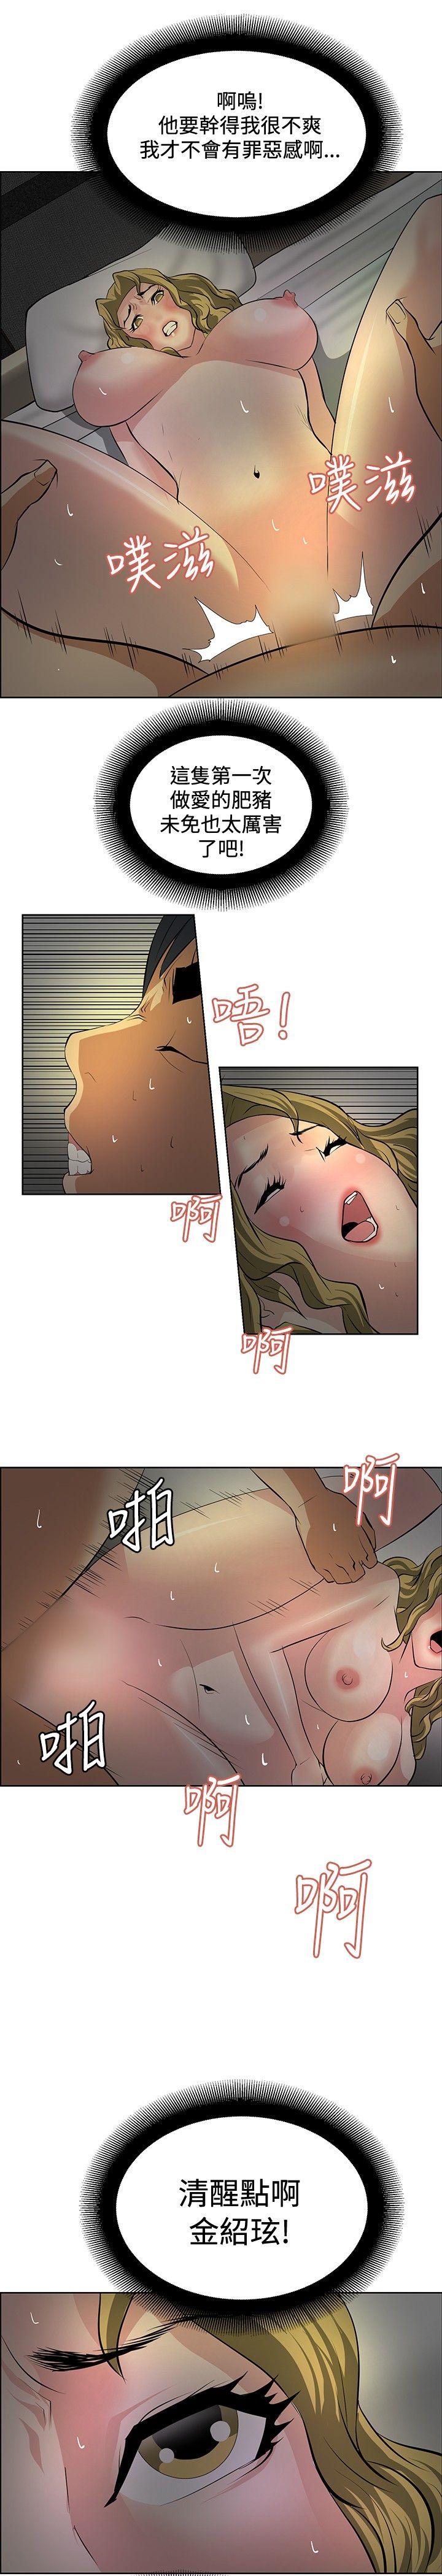 啊嗚!
他要幹得我很不爽
我才不會有罪惡感啊...
噗滋
噗滋
這隻第一次
做愛的肥豬
未免也太厲害
了吧!
唔!
啊
啊
啊
啪
啪
啊
啊
清醒點啊
金紹玹!